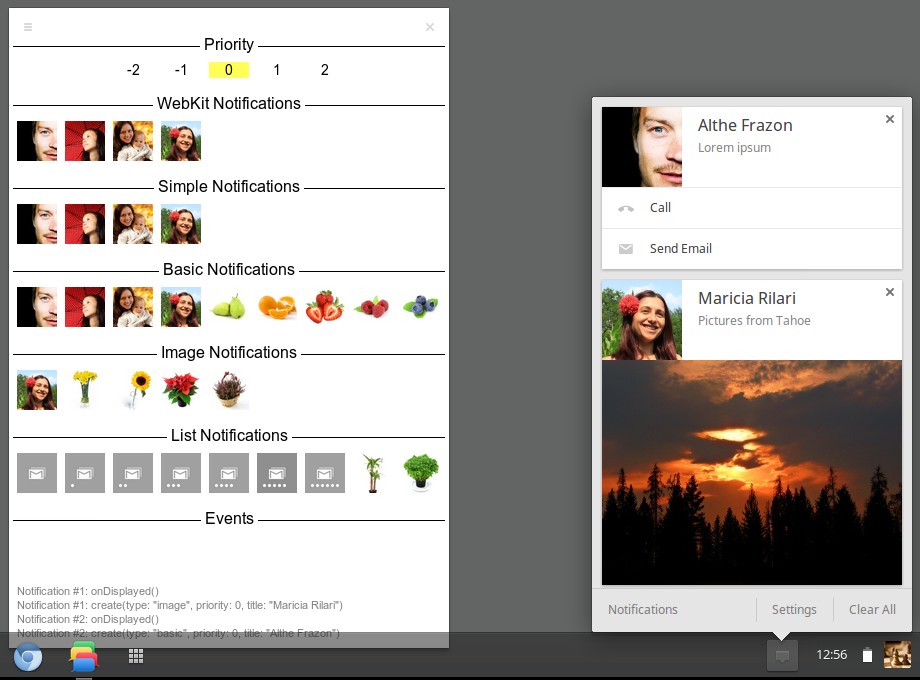 Priority
-2 -1 0 1 2
WebKit Notifications
Simple Notifications
Basic Notifications
Image Notifications
List Notifications
Events
Notification #1: onDisplayed()
Notification #1: create(type: "image", priority: 0, title: "Maricia Rilari")
Notification #2: onDisplayed()
Notification #2: create(type: "basic", priority: 0, title: "Althe Frazon")
Althe Frazon
Lorem ipsum
Call
Send Email
Maricia Rilari
Pictures from Tahoe
Notifications Settings Clear All
12:56